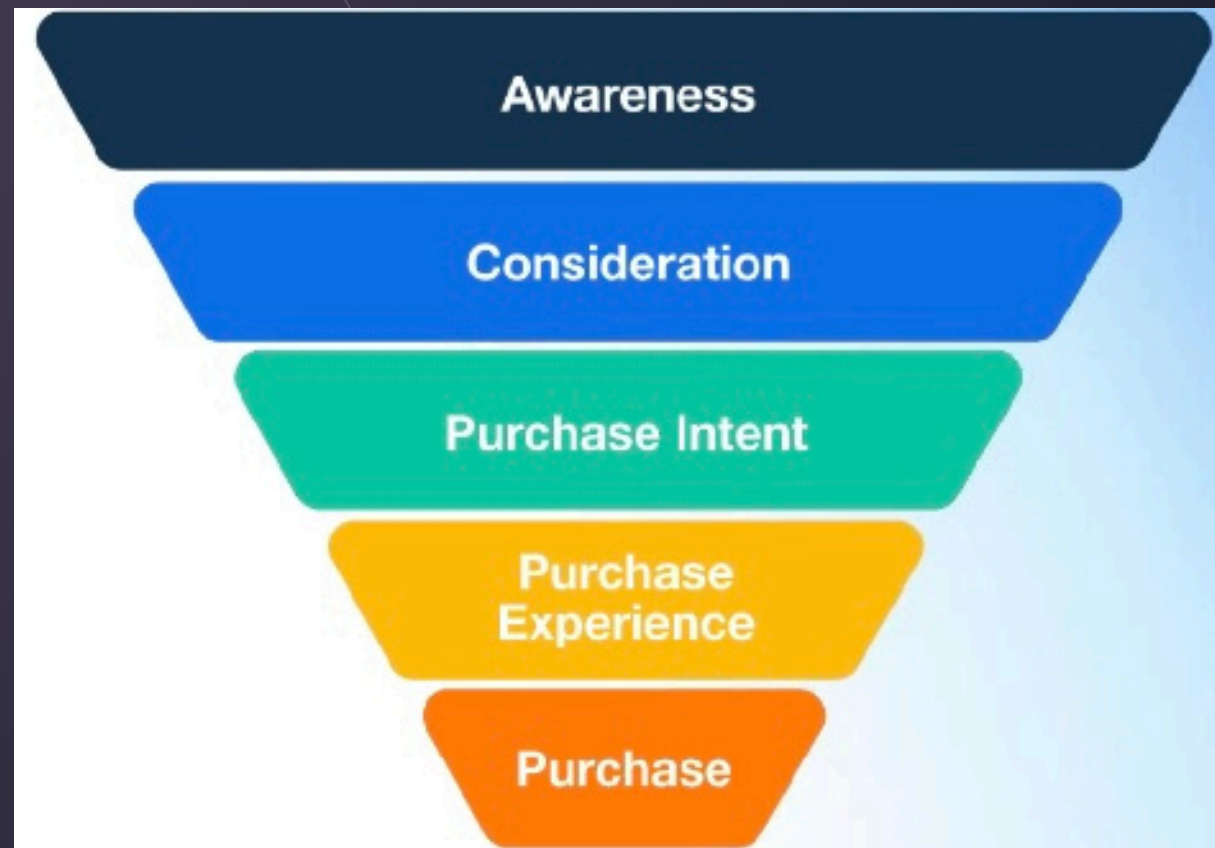 Awareness
Consideration
Purchase Intent
Purchase
Experience
Purchase